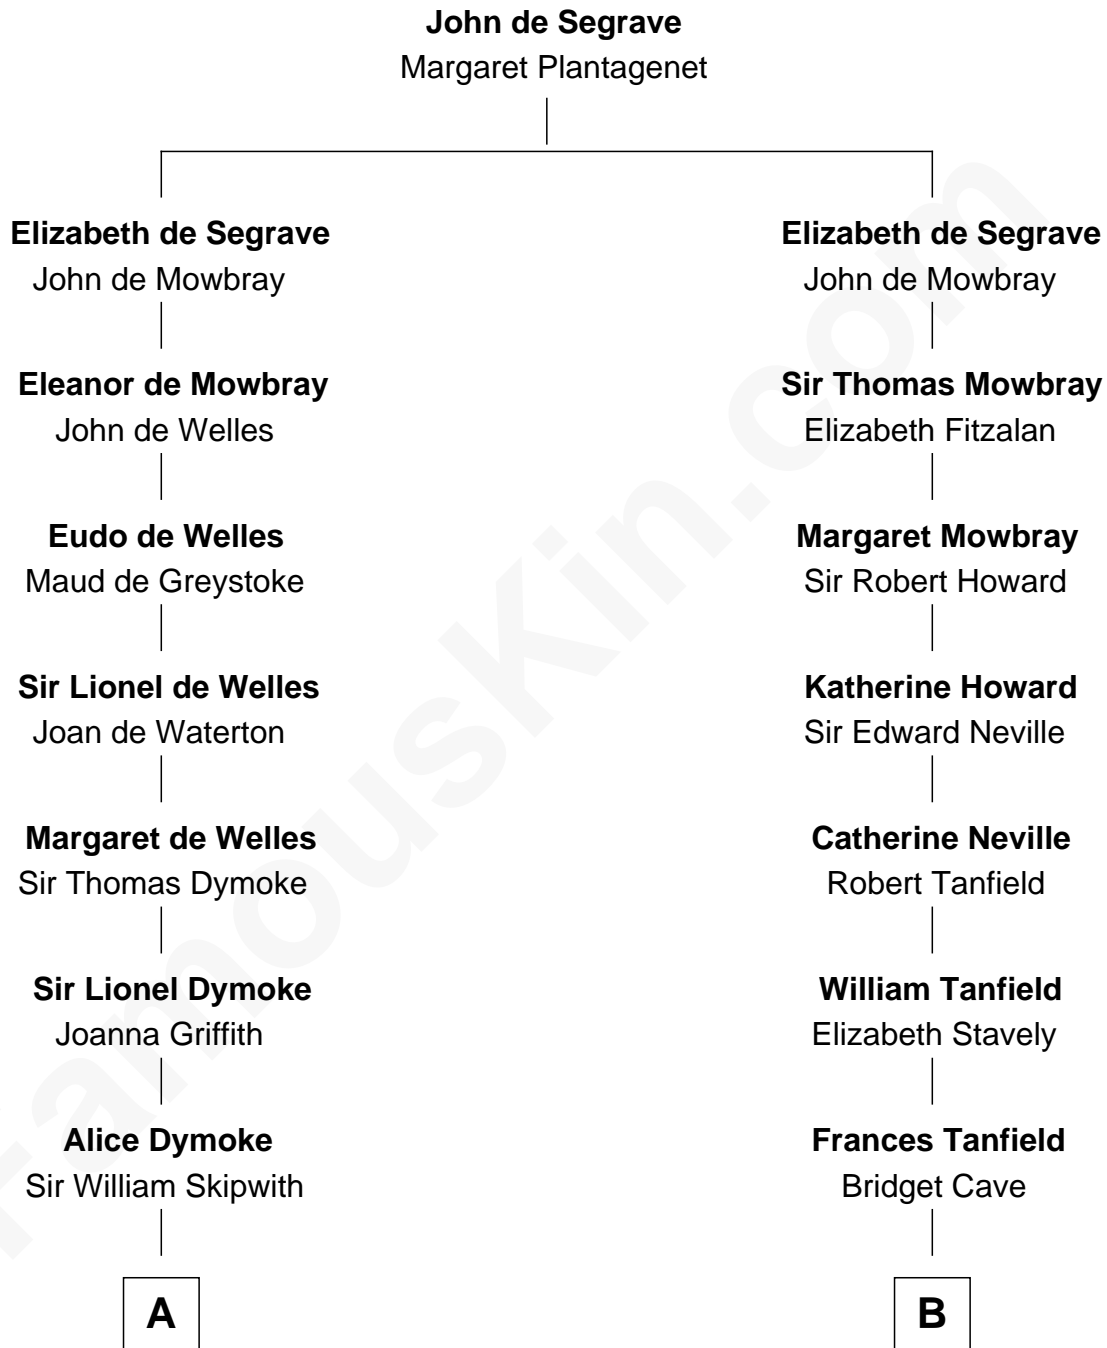 John de Segrave
Margaret Plantagenet
Elizabeth de Segrave
John de Mowbray
Eleanor de Mowbray
John de Welles
Eudo de Welles
Maud de Greystoke
Sir Lionel de Welles
Joan de Waterton
Margaret de Welles
Sir Thomas Dymoke
Sir Lionel Dymoke
Joanna Griffith
Alice Dymoke
Sir William Skipwith
A
Elizabeth de Segrave
John de Mowbray
Sir Thomas Mowbray
Elizabeth Fitzalan
Margaret Mowbray
Sir Robert Howard
Katherine Howard
Sir Edward Neville
Catherine Neville
Robert Tanfield
William Tanfield
Elizabeth Stavely
Frances Tanfield
Bridget Cave
B
FamousKin.com